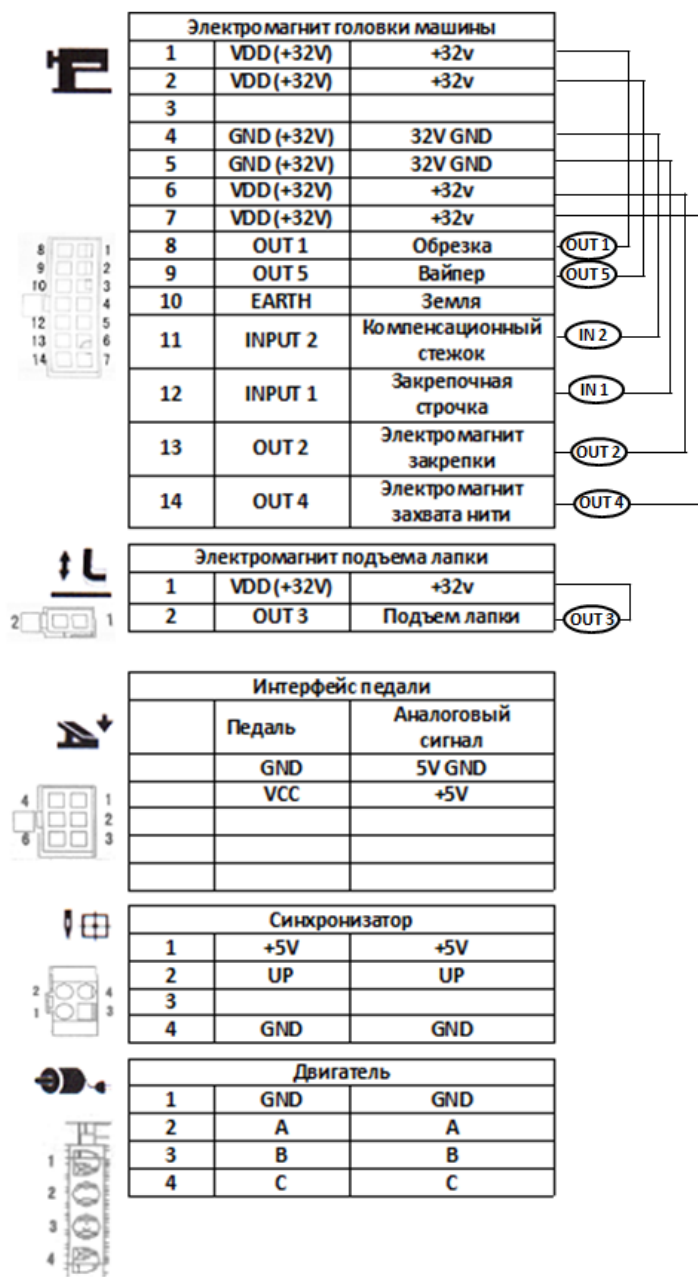 Электромагнит головки машины
1 VDD (+32V) +32v
2 VDD (+32V) +32v
3
4 GND (+32V) 32V GND
5 GND (+32V) 32V GND
6 VDD (+32V) +32v
7 VDD (+32V) +32v
8 OUT 1 Обрезка OUT 1
9 OUT 5 Вайпер OUT 5
10 EARTH Земля
11 INPUT 2 Компенсационный
стежок IN 2
12 INPUT 1 Закрепочная
строчка IN 1
13 OUT 2 Электромагнит
закрепки OUT 2
14 OUT 4 Электромагнит
захвата нити OUT 4
8 1
9 2
10 3
4
12 5
13 6
14 7
Электромагнит подъема лапки
1 VDD (+32V) +32v
2 OUT 3 Подъем лапки OUT 3
2 1
Интерфейс педали
Педаль Аналоговый
сигнал
GND 5V GND
VCC +5V
4 1
2
6 3
Синхронизатор
1 +5V +5V
2 UP UP
3
4 GND GND
2 4
1 3
Двигатель
1 GND GND
2 A A
3 B B
4 C C
1
2
3
4